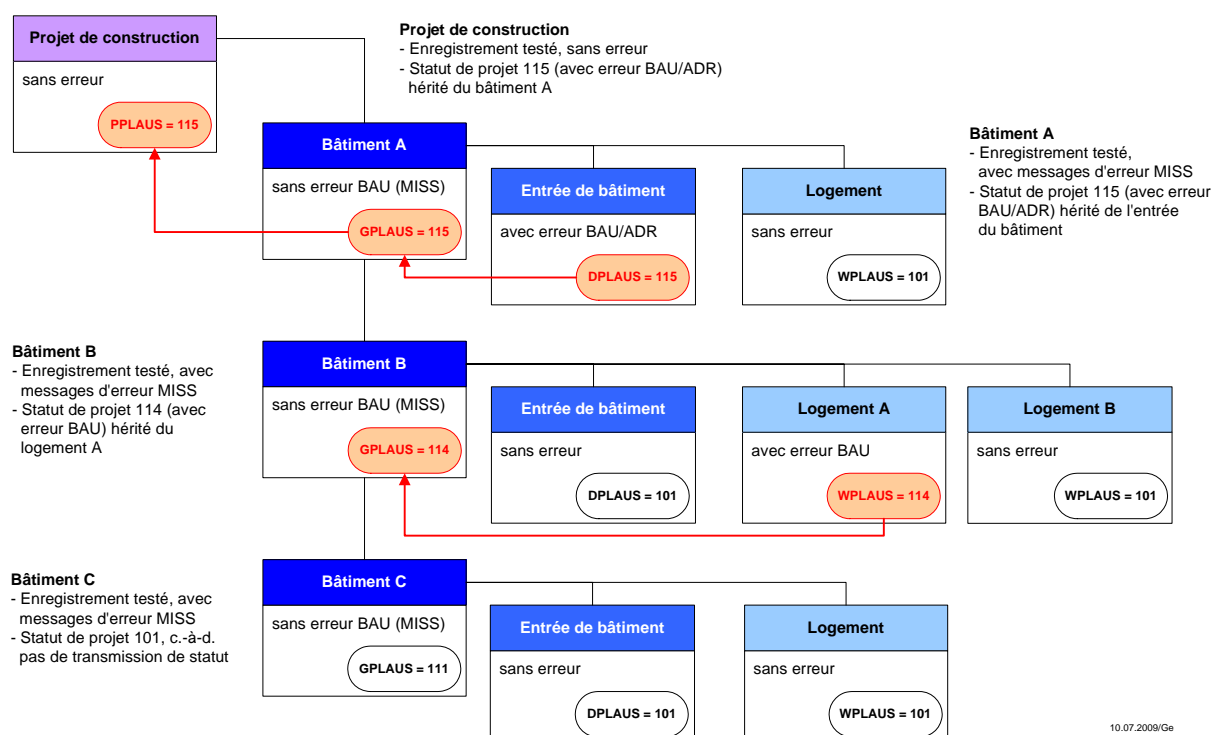 Projet de construction
sans erreur
PPLAUS = 115
Projet de construction
- Enregistrement testé, sans erreur
- Statut de projet 115 (avec erreur BAU/ADR)
hérité du bâtiment A
Bâtiment A
sans erreur BAU (MISS)
GPLAUS = 115
Entrée de bâtiment
avec erreur BAU/ADR
DPLAUS = 115
Logement
sans erreur
WPLAUS = 101
Bâtiment A
- Enregistrement testé,
avec messages d'erreur MISS
- Statut de projet 115 (avec erreur
BAU/ADR) hérité de l'entrée
du bâtiment
Bâtiment B
- Enregistrement testé, avec
messages d'erreur MISS
- Statut de projet 114 (avec
erreur BAU) hérité du
logement A
Bâtiment B
sans erreur BAU (MISS)
GPLAUS = 114
Entrée de bâtiment
sans erreur
DPLAUS = 101
Logement A
avec erreur BAU
WPLAUS = 114
Logement B
sans erreur
WPLAUS = 101
Bâtiment C
- Enregistrement testé, avec
messages d'erreur MISS
- Statut de projet 101, c.-à-d.
pas de transmission de statut
Bâtiment C
sans erreur BAU (MISS)
GPLAUS = 111
Entrée de bâtiment
sans erreur
DPLAUS = 101
Logement
sans erreur
WPLAUS = 101
10.07.2009/Ge